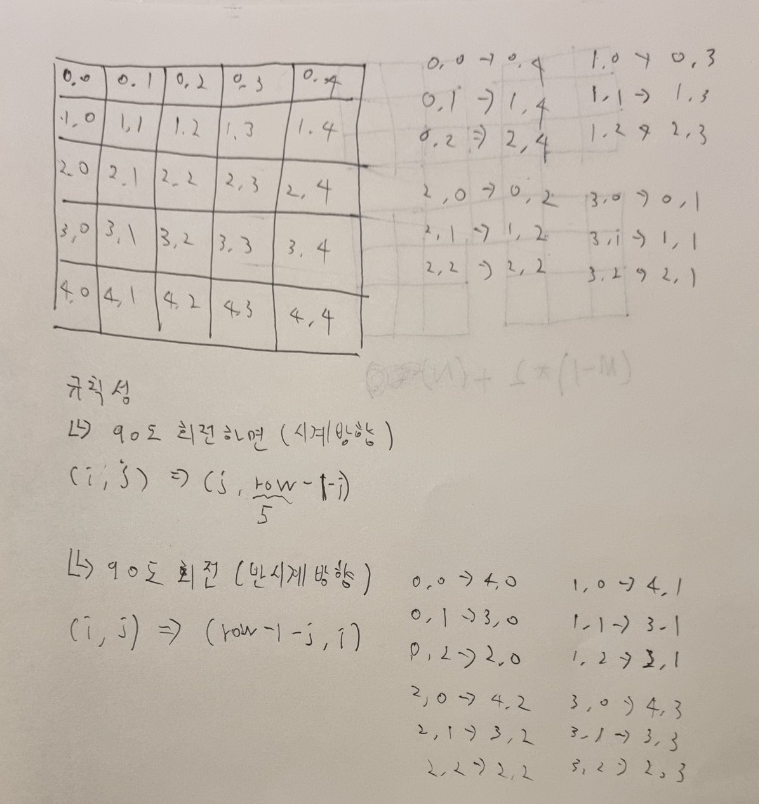 0.0 0.1 0,2 0.3 0.4
1,0 1,1 1.2 1,3 1.4
2.0 2.1 2.2 2,3 2,4
3,0 3,1 3,2 3.3 3.4
4.0 4,1 4.2 4.3 4,4
0,0 → 0,4 1.0 → 0,3
0,1 → 1,4 1,1 → 1,3
0,2 → 2,4 1,2 → 2,3
2,0 → 0,2 3.0 → 0,1
2,1 → 1,2 3,1 → 1,1
2,2 → 2,2 3.2 → 2,1
규칙성
↳ 90도 회전하면 (시계방향)
(i,j) ⇒ (j, row-1-i)
5
↳ 90도 회전 (반시계방향)
(i, j) ⇒ (row-1-j, i)
0,0 → 4,0 1,0 → 4,1
0,1 → 3,0 1,1 → 3,1
0,2 → 2,0 1,2 → 2,1
2,0 → 4,2 3,0 → 4,3
2,1 → 3,2 3,1 → 3,3
2,2 → 2,2 3,2 → 2,3